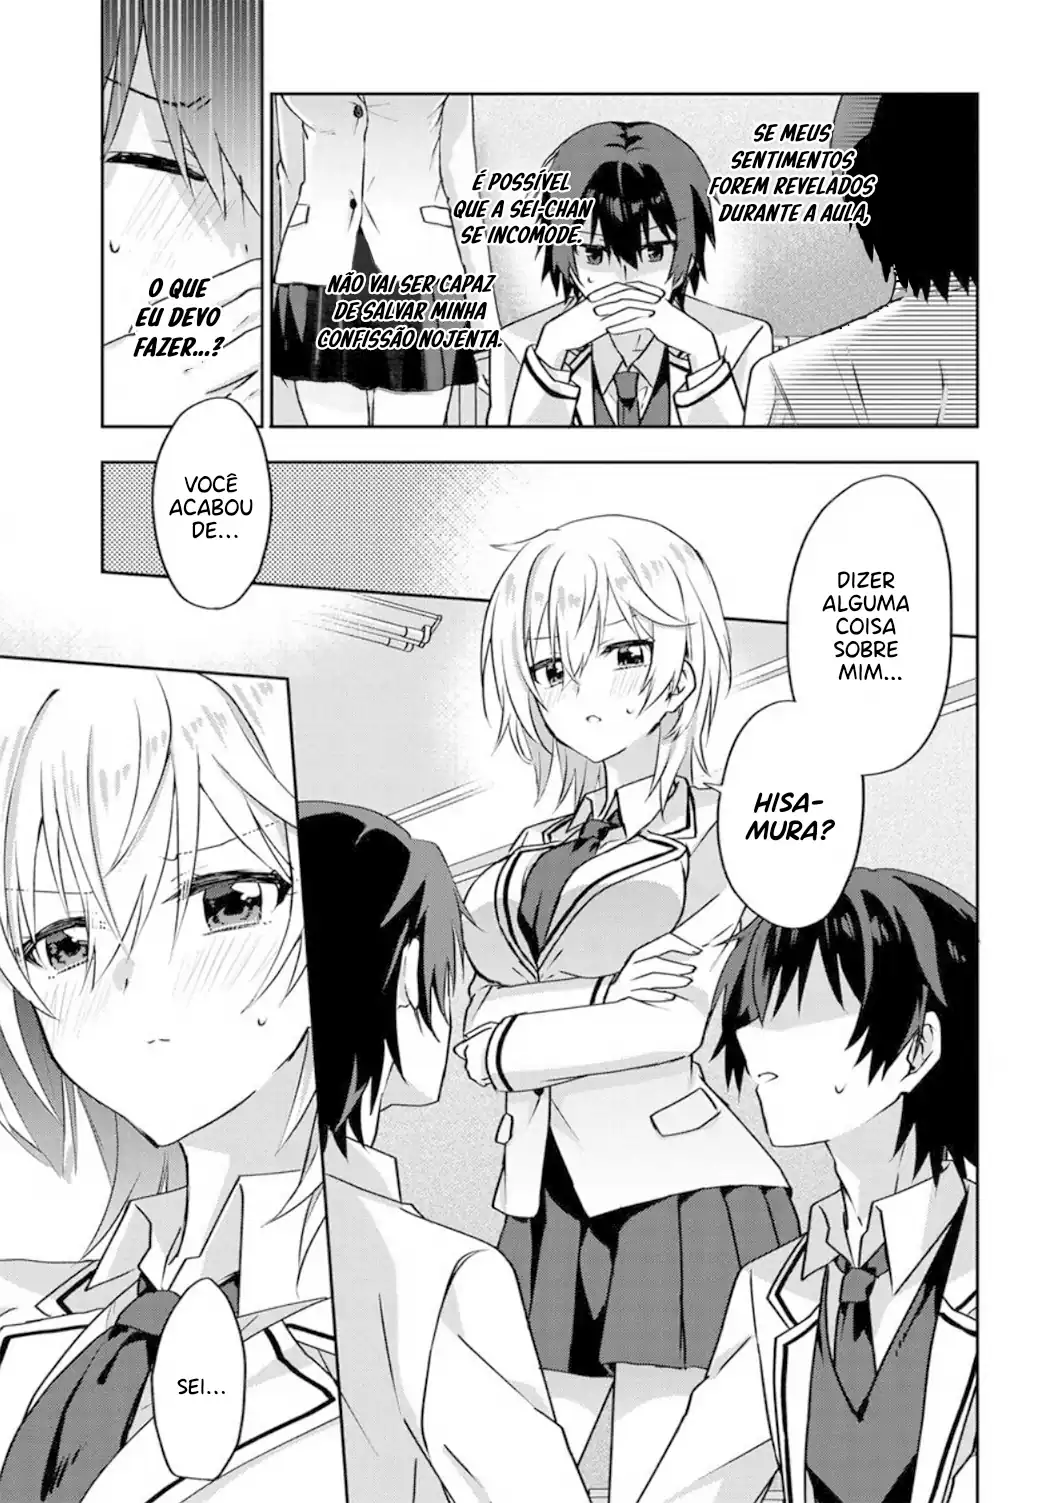 SE MEUS
SENTIMENTOS
FOREM REVELADOS
DURANTE A AULA,
É POSSÍVEL
QUE A SEI-CHAN
SE INCOMODE.
NÃO VAI SER CAPAZ
DE SALVAR MINHA
CONFISSÃO NOJENTA.
O QUE
EU DEVO
FAZER...?
VOCÊ
ACABOU
DE...
DIZER
ALGUMA
COISA
SOBRE
MIM...
HISA-
MURA?
SEI...